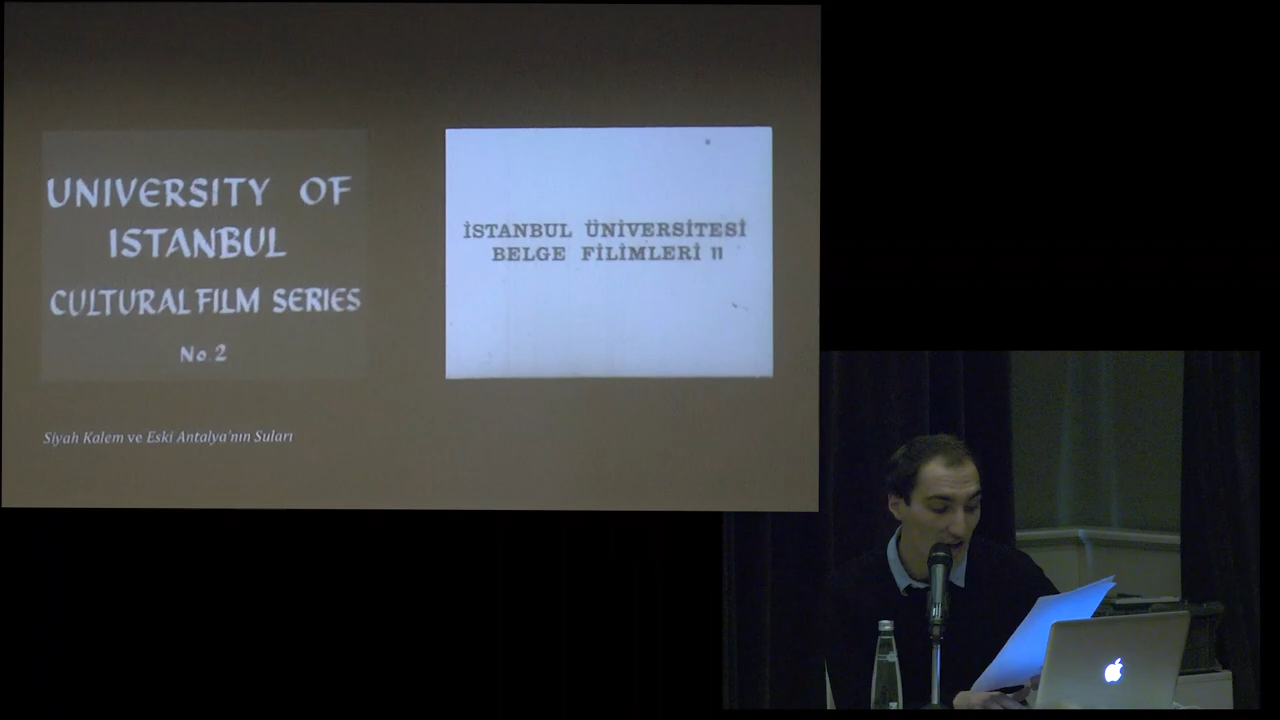 UNIVERSITY OF
ISTANBUL
CULTURAL FILM SERIES
No. 2
İSTANBUL ÜNİVERSİTESİ
BELGE FİLİMLERİ 11
Siyah Kalem ve Eski Antalya'nın Suları